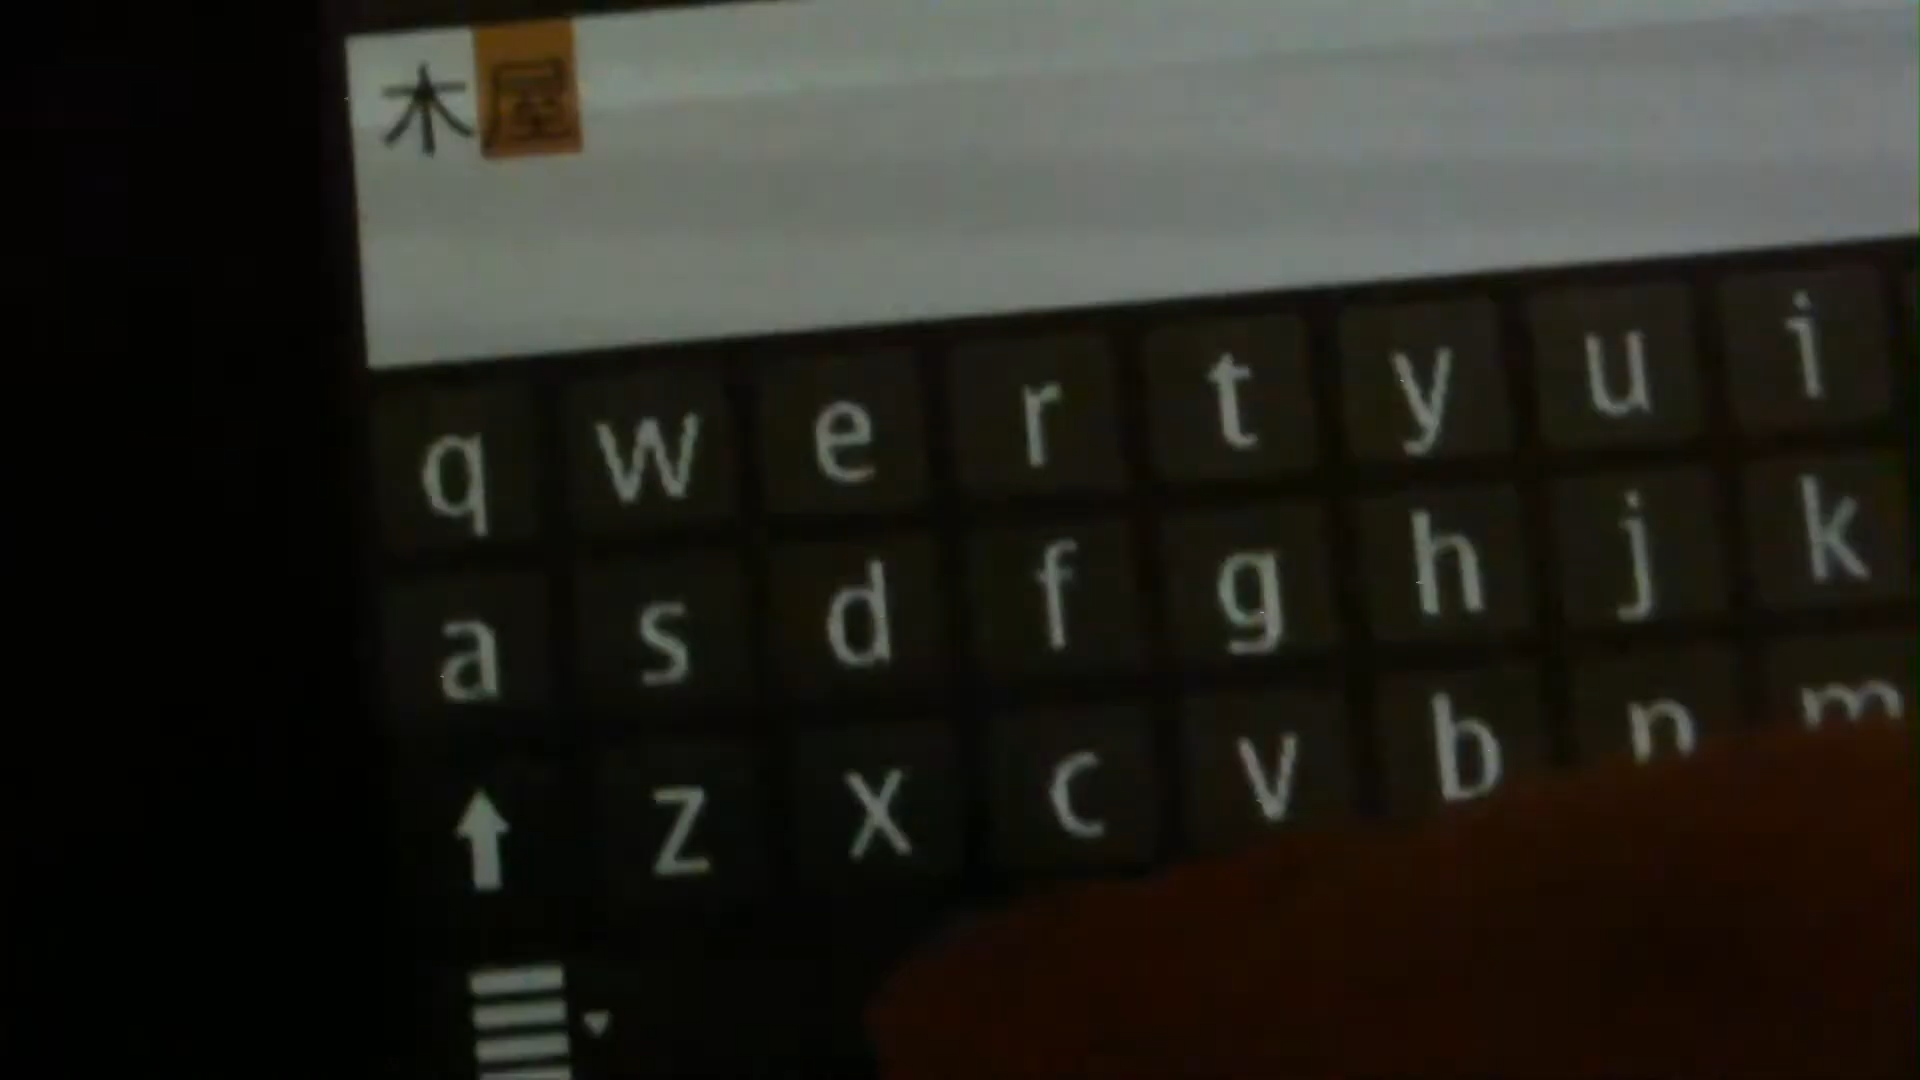 木屋
q w e r t y u i
a s d f g h j k
z x c v b n m